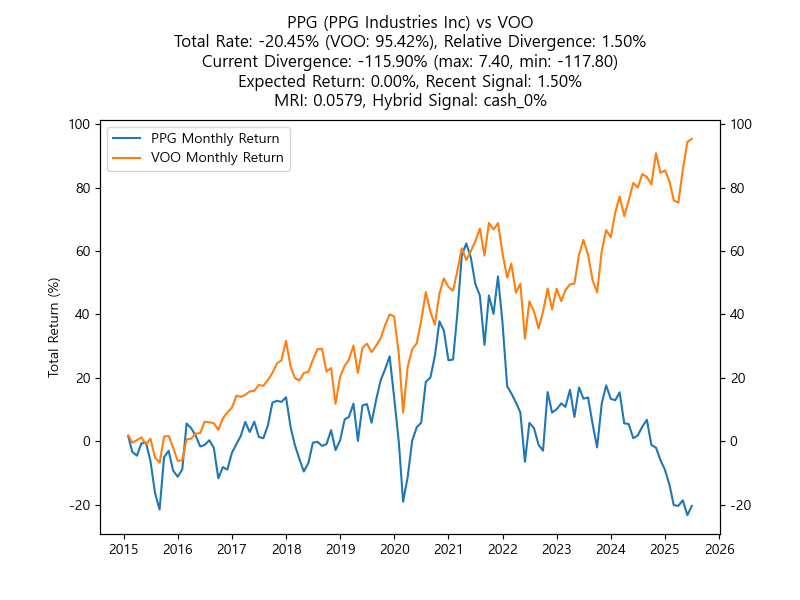 PPG (PPG Industries Inc) vs VOO
Total Rate: -20.45% (VOO: 95.42%), Relative Divergence: 1.50%
Current Divergence: -115.90% (max: 7.40, min: -117.80)
Expected Return: 0.00%, Recent Signal: 1.50%
MRI: 0.0579, Hybrid Signal: cash_0%
PPG Monthly Return
VOO Monthly Return
Total Return (%)
100
80
60
40
20
0
-20
100
80
60
40
20
0
-20
2015 2016 2017 2018 2019 2020 2021 2022 2023 2024 2025 2026